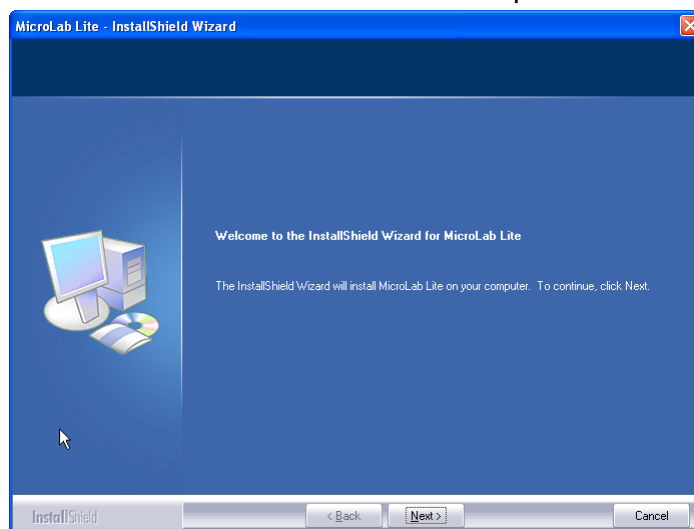 MicroLab Lite - InstallShield Wizard
Welcome to the InstallShield Wizard for MicroLab Lite
The InstallShield Wizard will install MicroLab Lite on your computer. To continue, click Next.
InstallShield
< Back Next > Cancel